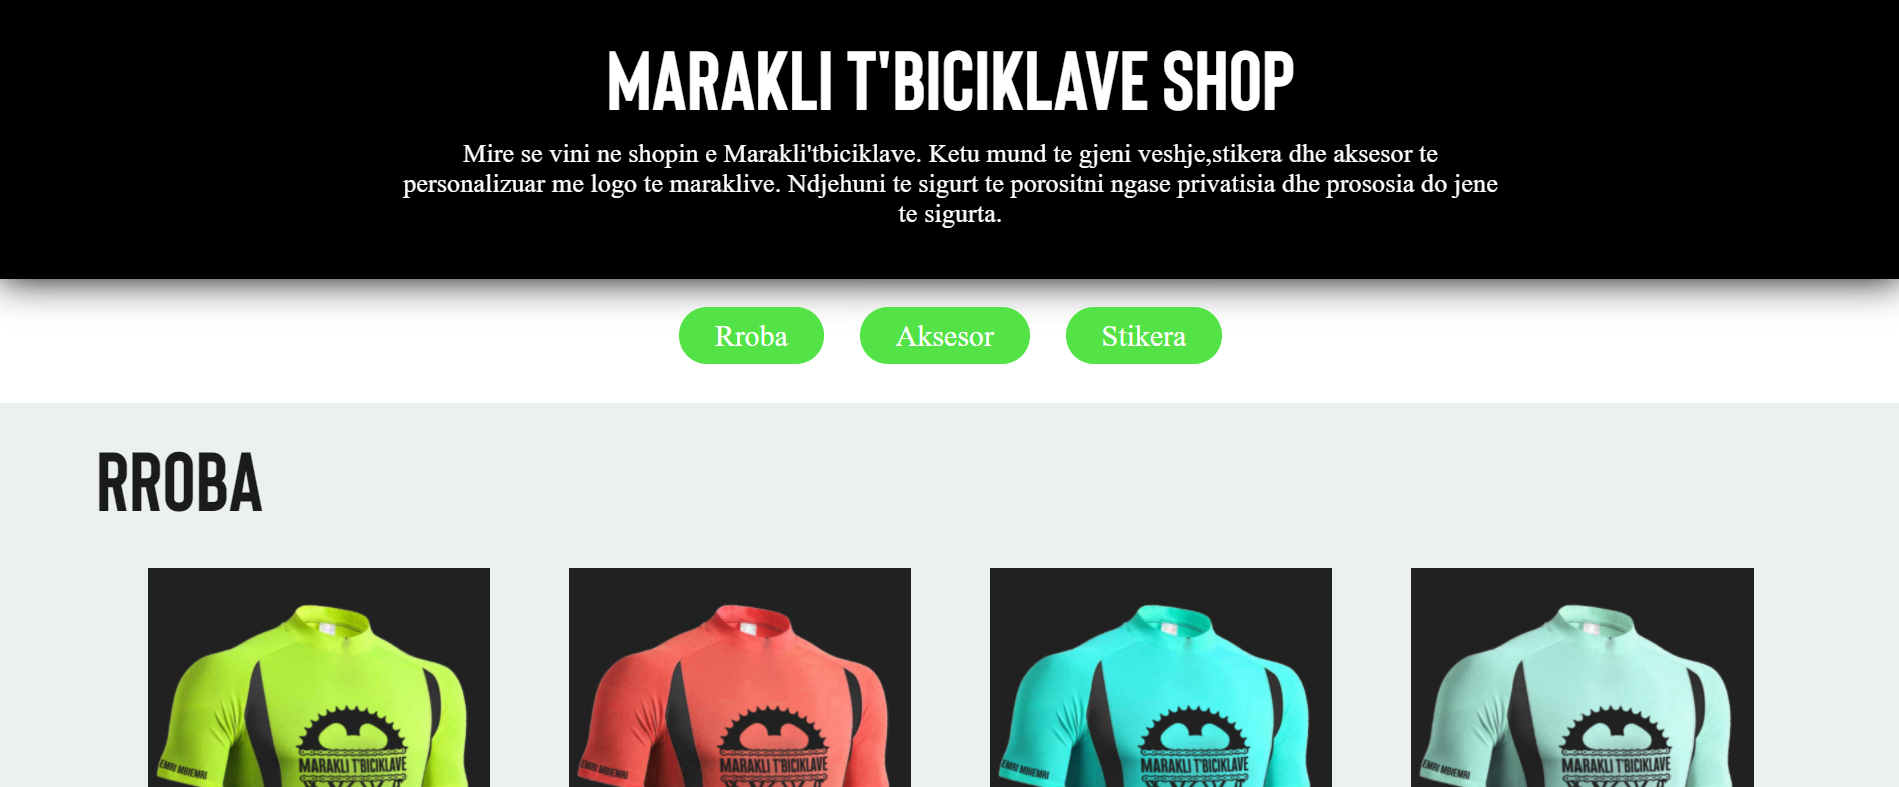 MARAKLI T'BICIKLAVE SHOP
Mire se vini ne shopin e Marakli'tbiciklave. Ketu mund te gjeni veshje,stikera dhe aksesor te
personalizuar me logo te maraklive. Ndjehuni te sigurt te porositni ngase privatisia dhe prososia do jene
te sigurta.
Rroba
Aksesor
Stikera
RROBA
MARAKLI T'BICIKLAVE
EMRI MBIEMRI
MARAKLI T'BICIKLAVE
EMRI MBIEMRI
MARAKLI T'BICIKLAVE
EMRI MBIEMRI
MARAKLI T'BICIKLAVE
EMRI MBIEMRI